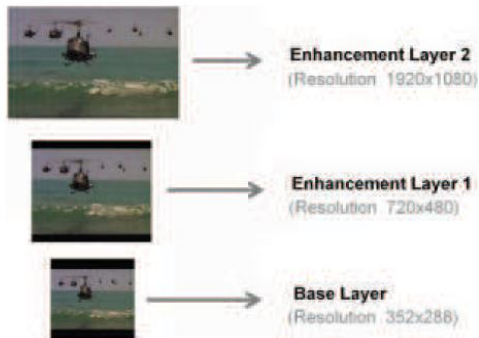 Enhancement Layer 2
(Resolution 1920x1080)
Enhancement Layer 1
(Resolution 720x480)
Base Layer
(Resolution 352x288)